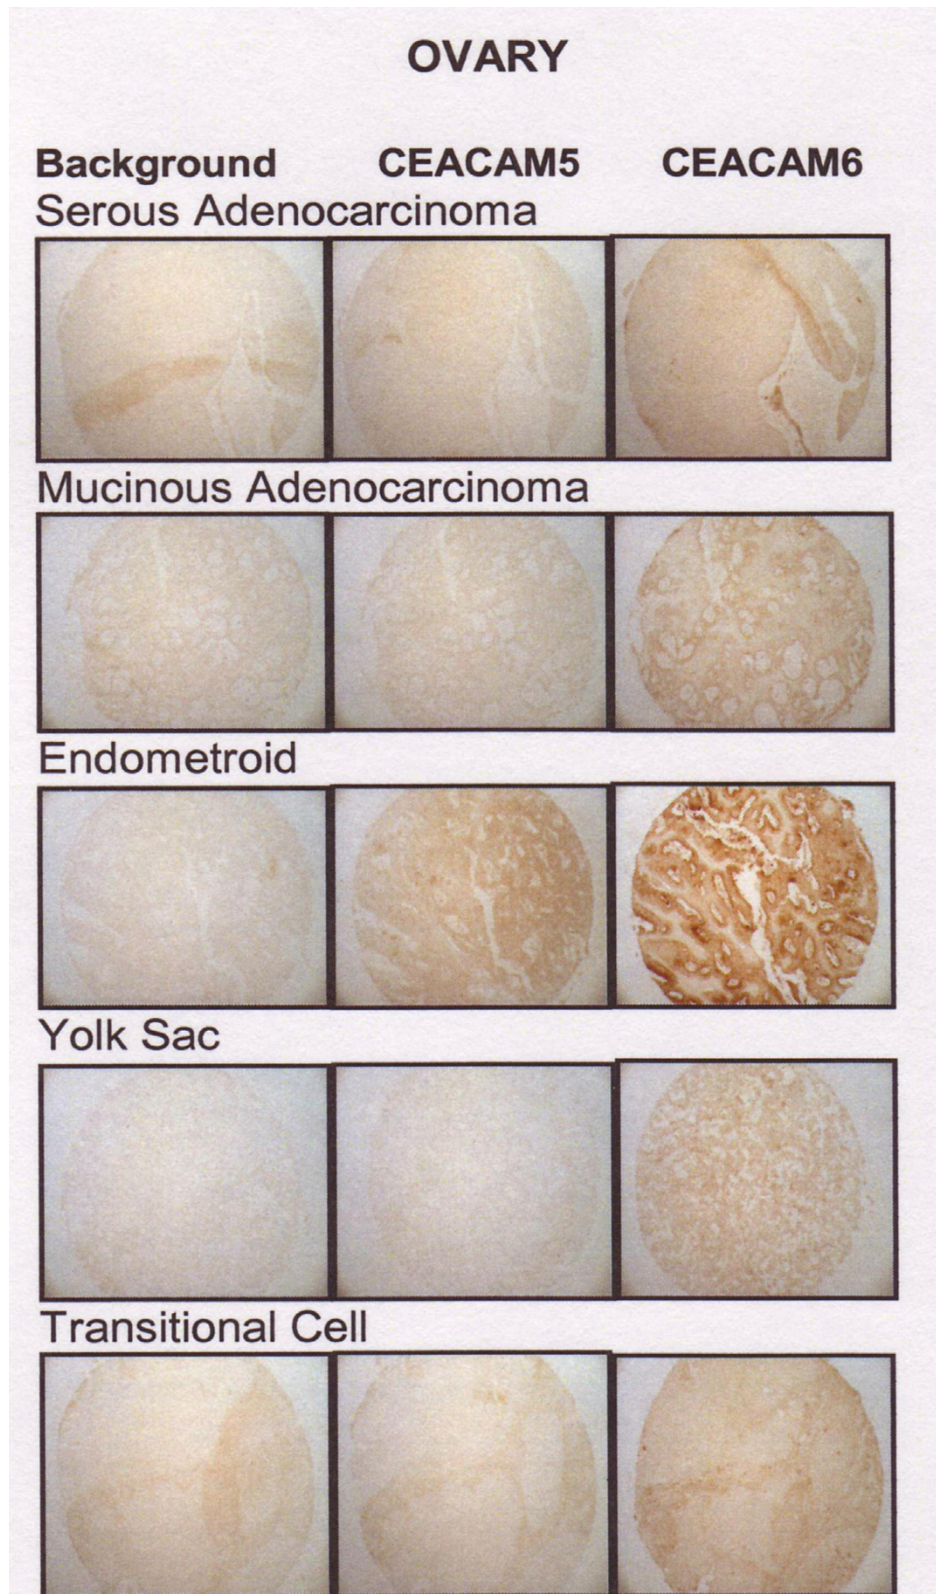 OVARY
Background CEACAM5 CEACAM6
Serous Adenocarcinoma
Mucinous Adenocarcinoma
Endometroid
Yolk Sac
Transitional Cell